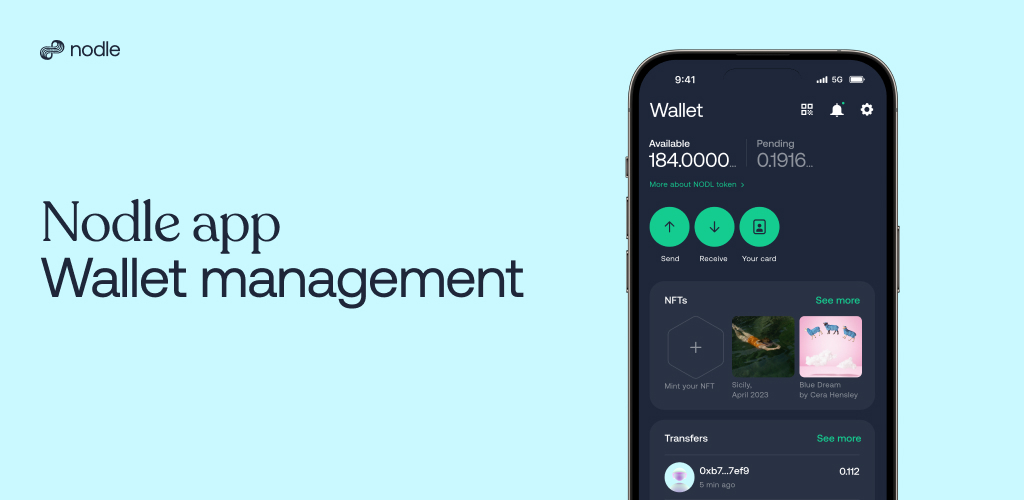 nodle
Nodle app
Wallet management
9:41
5G
Wallet
Available
184.0000...
Pending
0.1916...
More about NODL token >
Send
Receive
Your card
NFTs
See more
Mint your NFT
Sicily,
April 2023
Blue Dream
by Cera Hensley
Transfers
See more
0xb7...7ef9
0.112
5 min ago